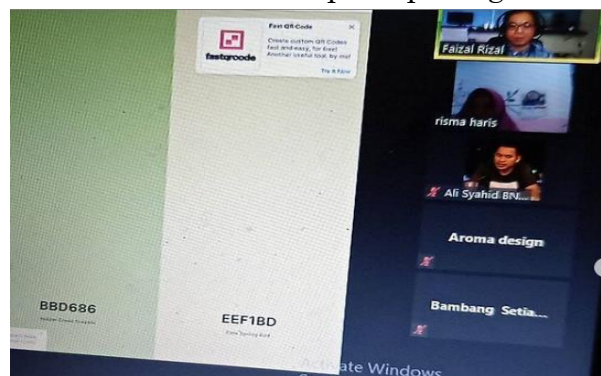 Fast QR Code
Create custom QR Codes
fast and easy, for free!
Another useful tool, by me!
fastqrcode
Try it Now
Faizal Rizal
risma haris
Ali Syahid BN...
Aroma design
Bambang Setia...
BBD686
EEF1BD
Activate Windows